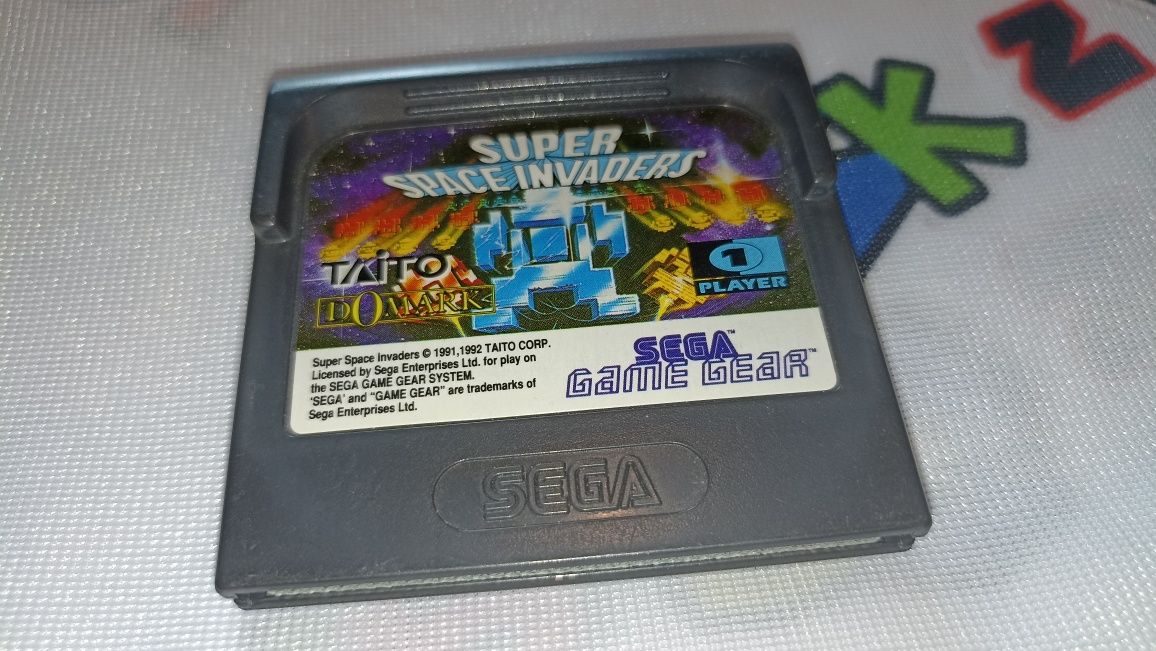 SUPER
SPACE INVADERS
TAITO
DOMARK
1
PLAYER
Super Space Invaders © 1991,1992 TAITO CORP.
Licensed by Sega Enterprises Ltd. for play on
the SEGA GAME GEAR SYSTEM.
'SEGA' and "GAME GEAR" are trademarks of
Sega Enterprises Ltd.
SEGA™
GAME GEAR™
SEGA